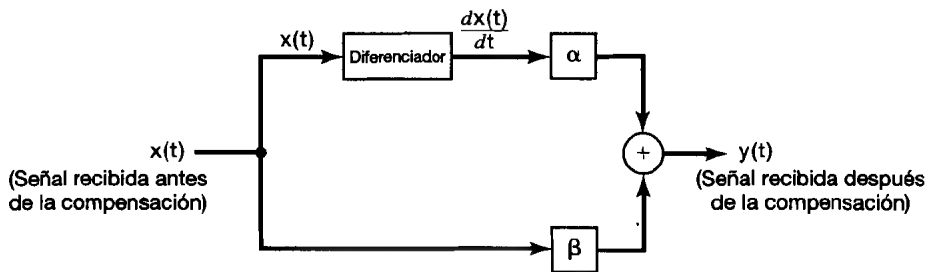 x(t)
Diferenciador
dx(t)
dt
α
x(t)
(Señal recibida antes
de la compensación)
+
y(t)
(Señal recibida después
de la compensación)
β